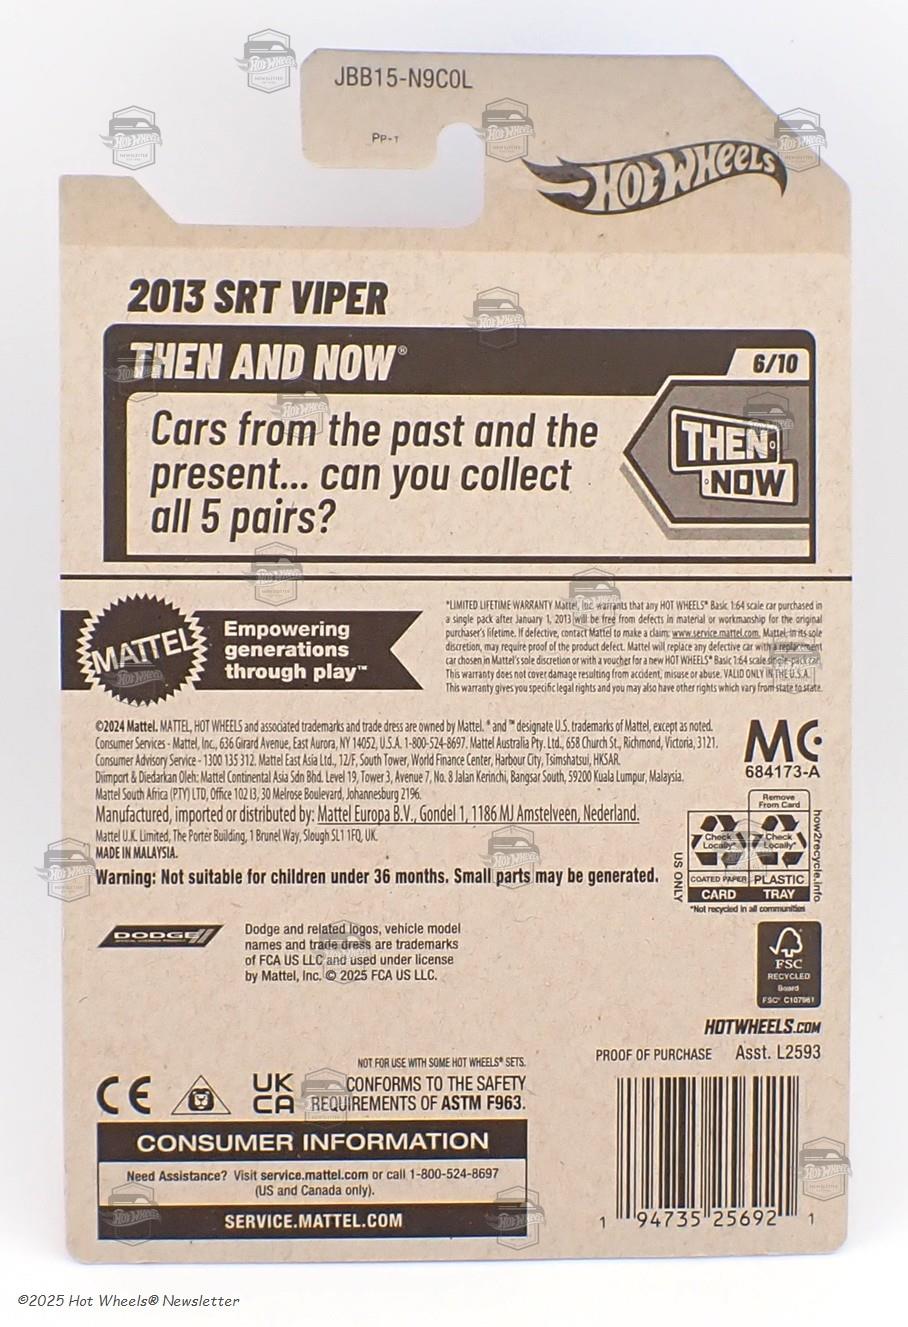 JBB15-N9C0L
PP-T
HOT WHEELS
2013 SRT VIPER
THEN AND NOW®
6/10
Cars from the past and the
present... can you collect
all 5 pairs?
THEN
NOW
MATTEL
Empowering
generations
through play™
*LIMITED LIFETIME WARRANTY Mattel, Inc. warrants that any HOT WHEELS® Basic 1:64 scale car purchased in
a single pack after January 1, 2013 will be free from defects in material or workmanship for the original
purchaser's lifetime. If defective, contact Mattel to make a claim: www.service.mattel.com. Mattel, in its sole
discretion, may require proof of the product defect. Mattel will replace any defective car with a replacement
car chosen in Mattel's sole discretion or with a voucher for a new HOT WHEELS® Basic 1:64 scale single-pack car.
This warranty does not cover damage resulting from accident, misuse or abuse. VALID ONLY IN THE U.S.A.
This warranty gives you specific legal rights and you may also have other rights which vary from state to state.
©2024 Mattel. MATTEL, HOT WHEELS and associated trademarks and trade dress are owned by Mattel. ® and ™ designate U.S. trademarks of Mattel, except as noted.
Consumer Services - Mattel, Inc., 636 Girard Avenue, East Aurora, NY 14052, U.S.A. 1-800-524-8697. Mattel Australia Pty. Ltd., 658 Church St., Richmond, Victoria, 3121.
Consumer Advisory Service - 1300 135 312. Mattel East Asia Ltd., 12/F, South Tower, World Finance Center, Harbour City, Tsimshatsui, HKSAR.
Diimport & Diedarkan Oleh: Mattel Continental Asia Sdn Bhd. Level 19, Tower 3, Avenue 7, No. 8 Jalan Kerinchi, Bangsar South, 59200 Kuala Lumpur, Malaysia.
Mattel South Africa (PTY) LTD, Office 102 I3, 30 Melrose Boulevard, Johannesburg 2196.
Manufactured, imported or distributed by: Mattel Europa B.V., Gondel 1, 1186 MJ Amstelveen, Nederland.
Mattel U.K. Limited, The Porter Building, 1 Brunel Way, Slough SL1 1FQ, UK.
MADE IN MALAYSIA.
Warning: Not suitable for children under 36 months. Small parts may be generated.
MC
684173-A
Remove
From Card
Check
Locally*
Check
Locally*
COATED PAPER
PLASTIC
CARD
TRAY
US ONLY
how2recycle.info
*Not recycled in all communities
DODGE
OFFICIAL LICENSED PRODUCT
Dodge and related logos, vehicle model
names and trade dress are trademarks
of FCA US LLC and used under license
by Mattel, Inc. © 2025 FCA US LLC.
FSC
RECYCLED
Board
FSC® C107961
HOTWHEELS.COM
PROOF OF PURCHASE Asst. L2593
NOT FOR USE WITH SOME HOT WHEELS® SETS.
CE
UK
CA
CONFORMS TO THE SAFETY
REQUIREMENTS OF ASTM F963.
CONSUMER INFORMATION
Need Assistance? Visit service.mattel.com or call 1-800-524-8697
(US and Canada only).
SERVICE.MATTEL.COM
1 94735 25692 1
©2025 Hot Wheels® Newsletter